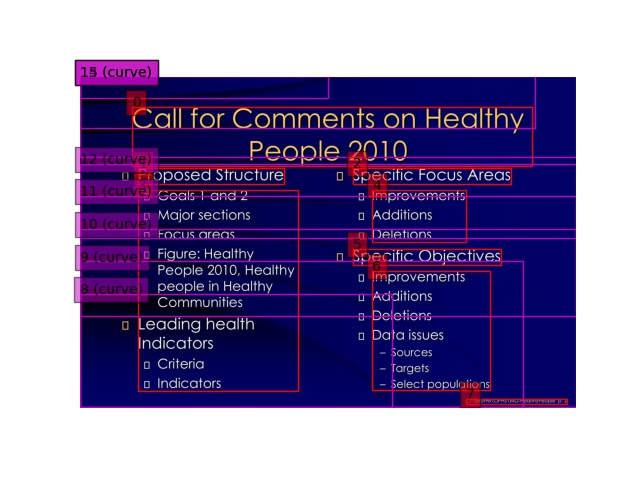 15 (curve)
0
Call for Comments on Healthy
People 2010
12 (curve)
Proposed Structure
11 (curve)
Goals 1 and 2
Major sections
10 (curve)
Focus areas
9 (curve)
Figure: Healthy
People 2010, Healthy
people in Healthy
8 (curve)
Communities
Leading health
Indicators
Criteria
Indicators
2
Specific Focus Areas
4
Improvements
Additions
Deletions
5
Specific Objectives
6
Improvements
Additions
Deletions
Data issues
– Sources
– Targets
– Select populations
7